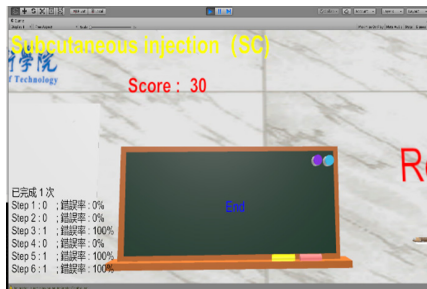 Subcutaneous injection (SC)
學院
f Technology
Score : 30
R
End
已完成 1 次
Step 1 : 0 ; 錯誤率 : 0%
Step 2 : 0 ; 錯誤率 : 0%
Step 3 : 1 ; 錯誤率 : 100%
Step 4 : 0 ; 錯誤率 : 0%
Step 5 : 1 ; 錯誤率 : 100%
Step 6 : 1 ; 錯誤率 : 100%